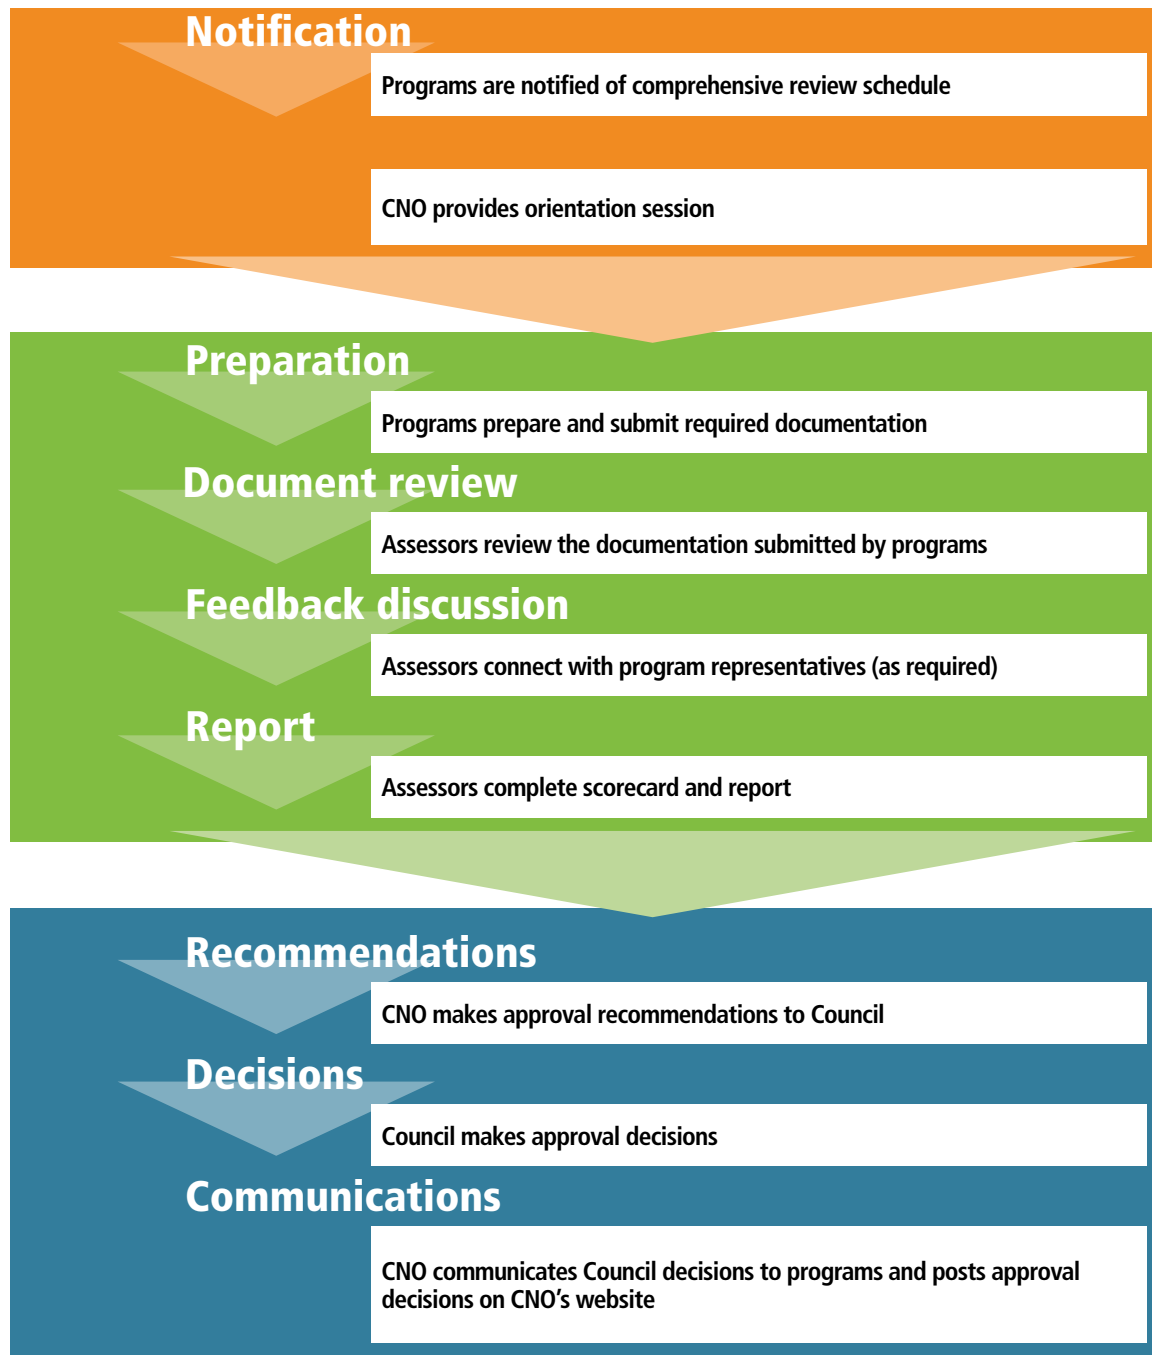 Notification
Programs are notified of comprehensive review schedule
CNO provides orientation session
Preparation
Programs prepare and submit required documentation
Document review
Assessors review the documentation submitted by programs
Feedback discussion
Assessors connect with program representatives (as required)
Report
Assessors complete scorecard and report
Recommendations
CNO makes approval recommendations to Council
Decisions
Council makes approval decisions
Communications
CNO communicates Council decisions to programs and posts approval
decisions on CNO’s website